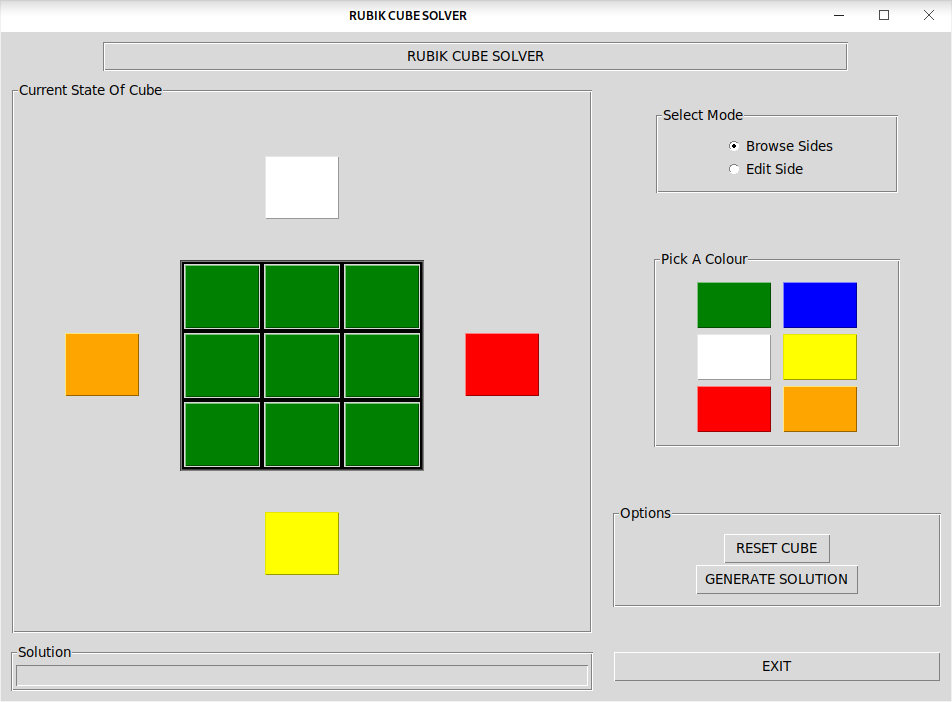 RUBIK CUBE SOLVER
RUBIK CUBE SOLVER
Current State Of Cube
Select Mode
Browse Sides
Edit Side
Pick A Colour
Options
RESET CUBE
GENERATE SOLUTION
Solution
EXIT